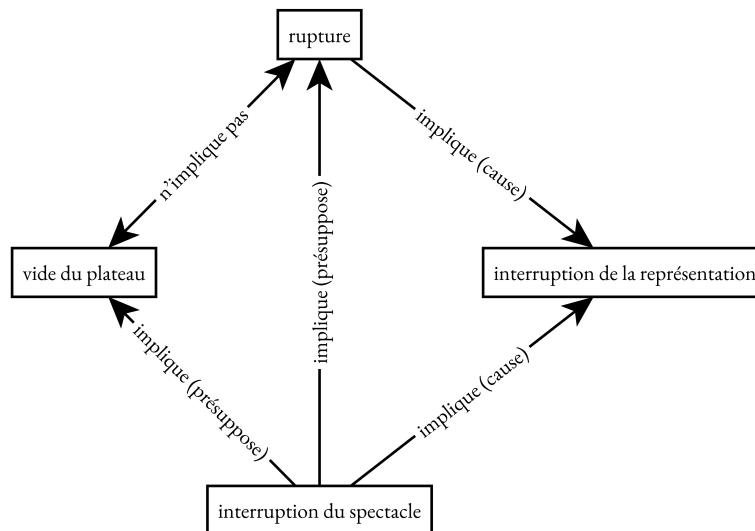 rupture
n'implique pas
implique (cause)
implique (présuppose)
vide du plateau
interruption de la représentation
implique (présuppose)
implique (cause)
interruption du spectacle